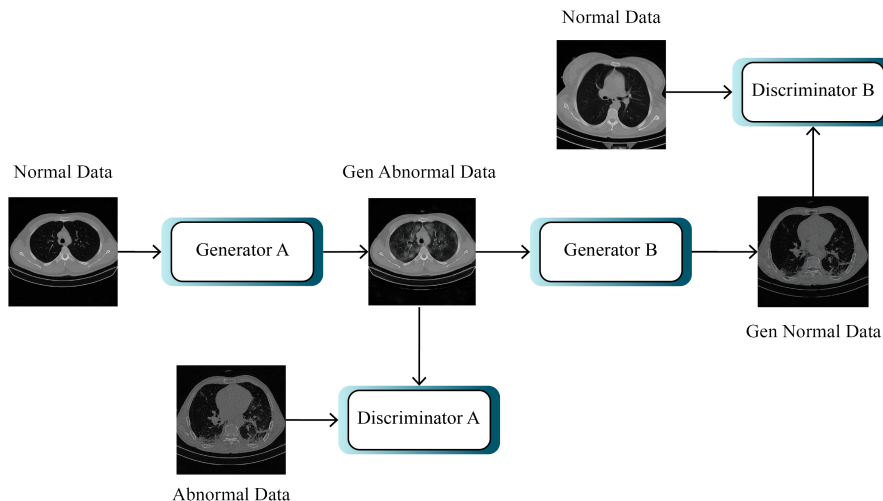 Normal Data
Discriminator B
Normal Data
Gen Abnormal Data
Generator A
Generator B
Gen Normal Data
Discriminator A
Abnormal Data